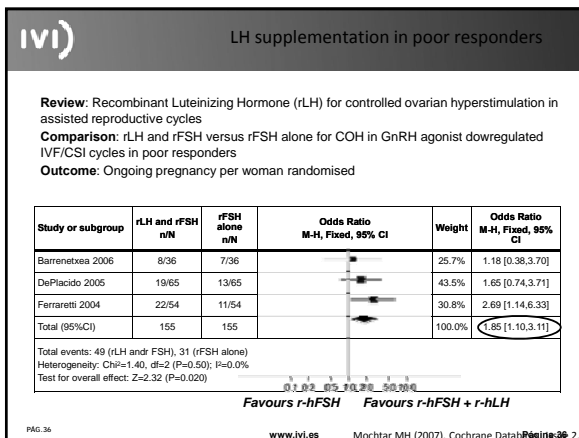 IVI)
LH supplementation in poor responders
Review: Recombinant Luteinizing Hormone (rLH) for controlled ovarian hyperstimulation in
assisted reproductive cycles
Comparison: rLH and rFSH versus rFSH alone for COH in GnRH agonist dowregulated
IVF/CSI cycles in poor responders
Outcome: Ongoing pregnancy per woman randomised
Study or subgroup rLH and rFSH n/N rFSH alone n/N Odds Ratio M-H, Fixed, 95% CI Weight Odds Ratio M-H, Fixed, 95% CI
Barrenetxea 2006 8/36 7/36 25.7% 1.18 [0.38,3.70]
DePlacido 2005 19/65 13/65 43.5% 1.65 [0.74,3.71]
Ferraretti 2004 22/54 11/54 30.8% 2.69 [1.14,6.33]
Total (95%CI) 155 155 100.0% 1.85 [1.10,3.11]
Total events: 49 (rLH andr FSH), 31 (rFSH alone)
Heterogeneity: Chi²=1.40, df=2 (P=0.50); I²=0.0%
Test for overall effect: Z=2.32 (P=0.020)
Favours r-hFSH Favours r-hFSH + r-hLH
PÁG.36
www.ivi.es
Mochtar MH (2007), Cochrane
Página 36